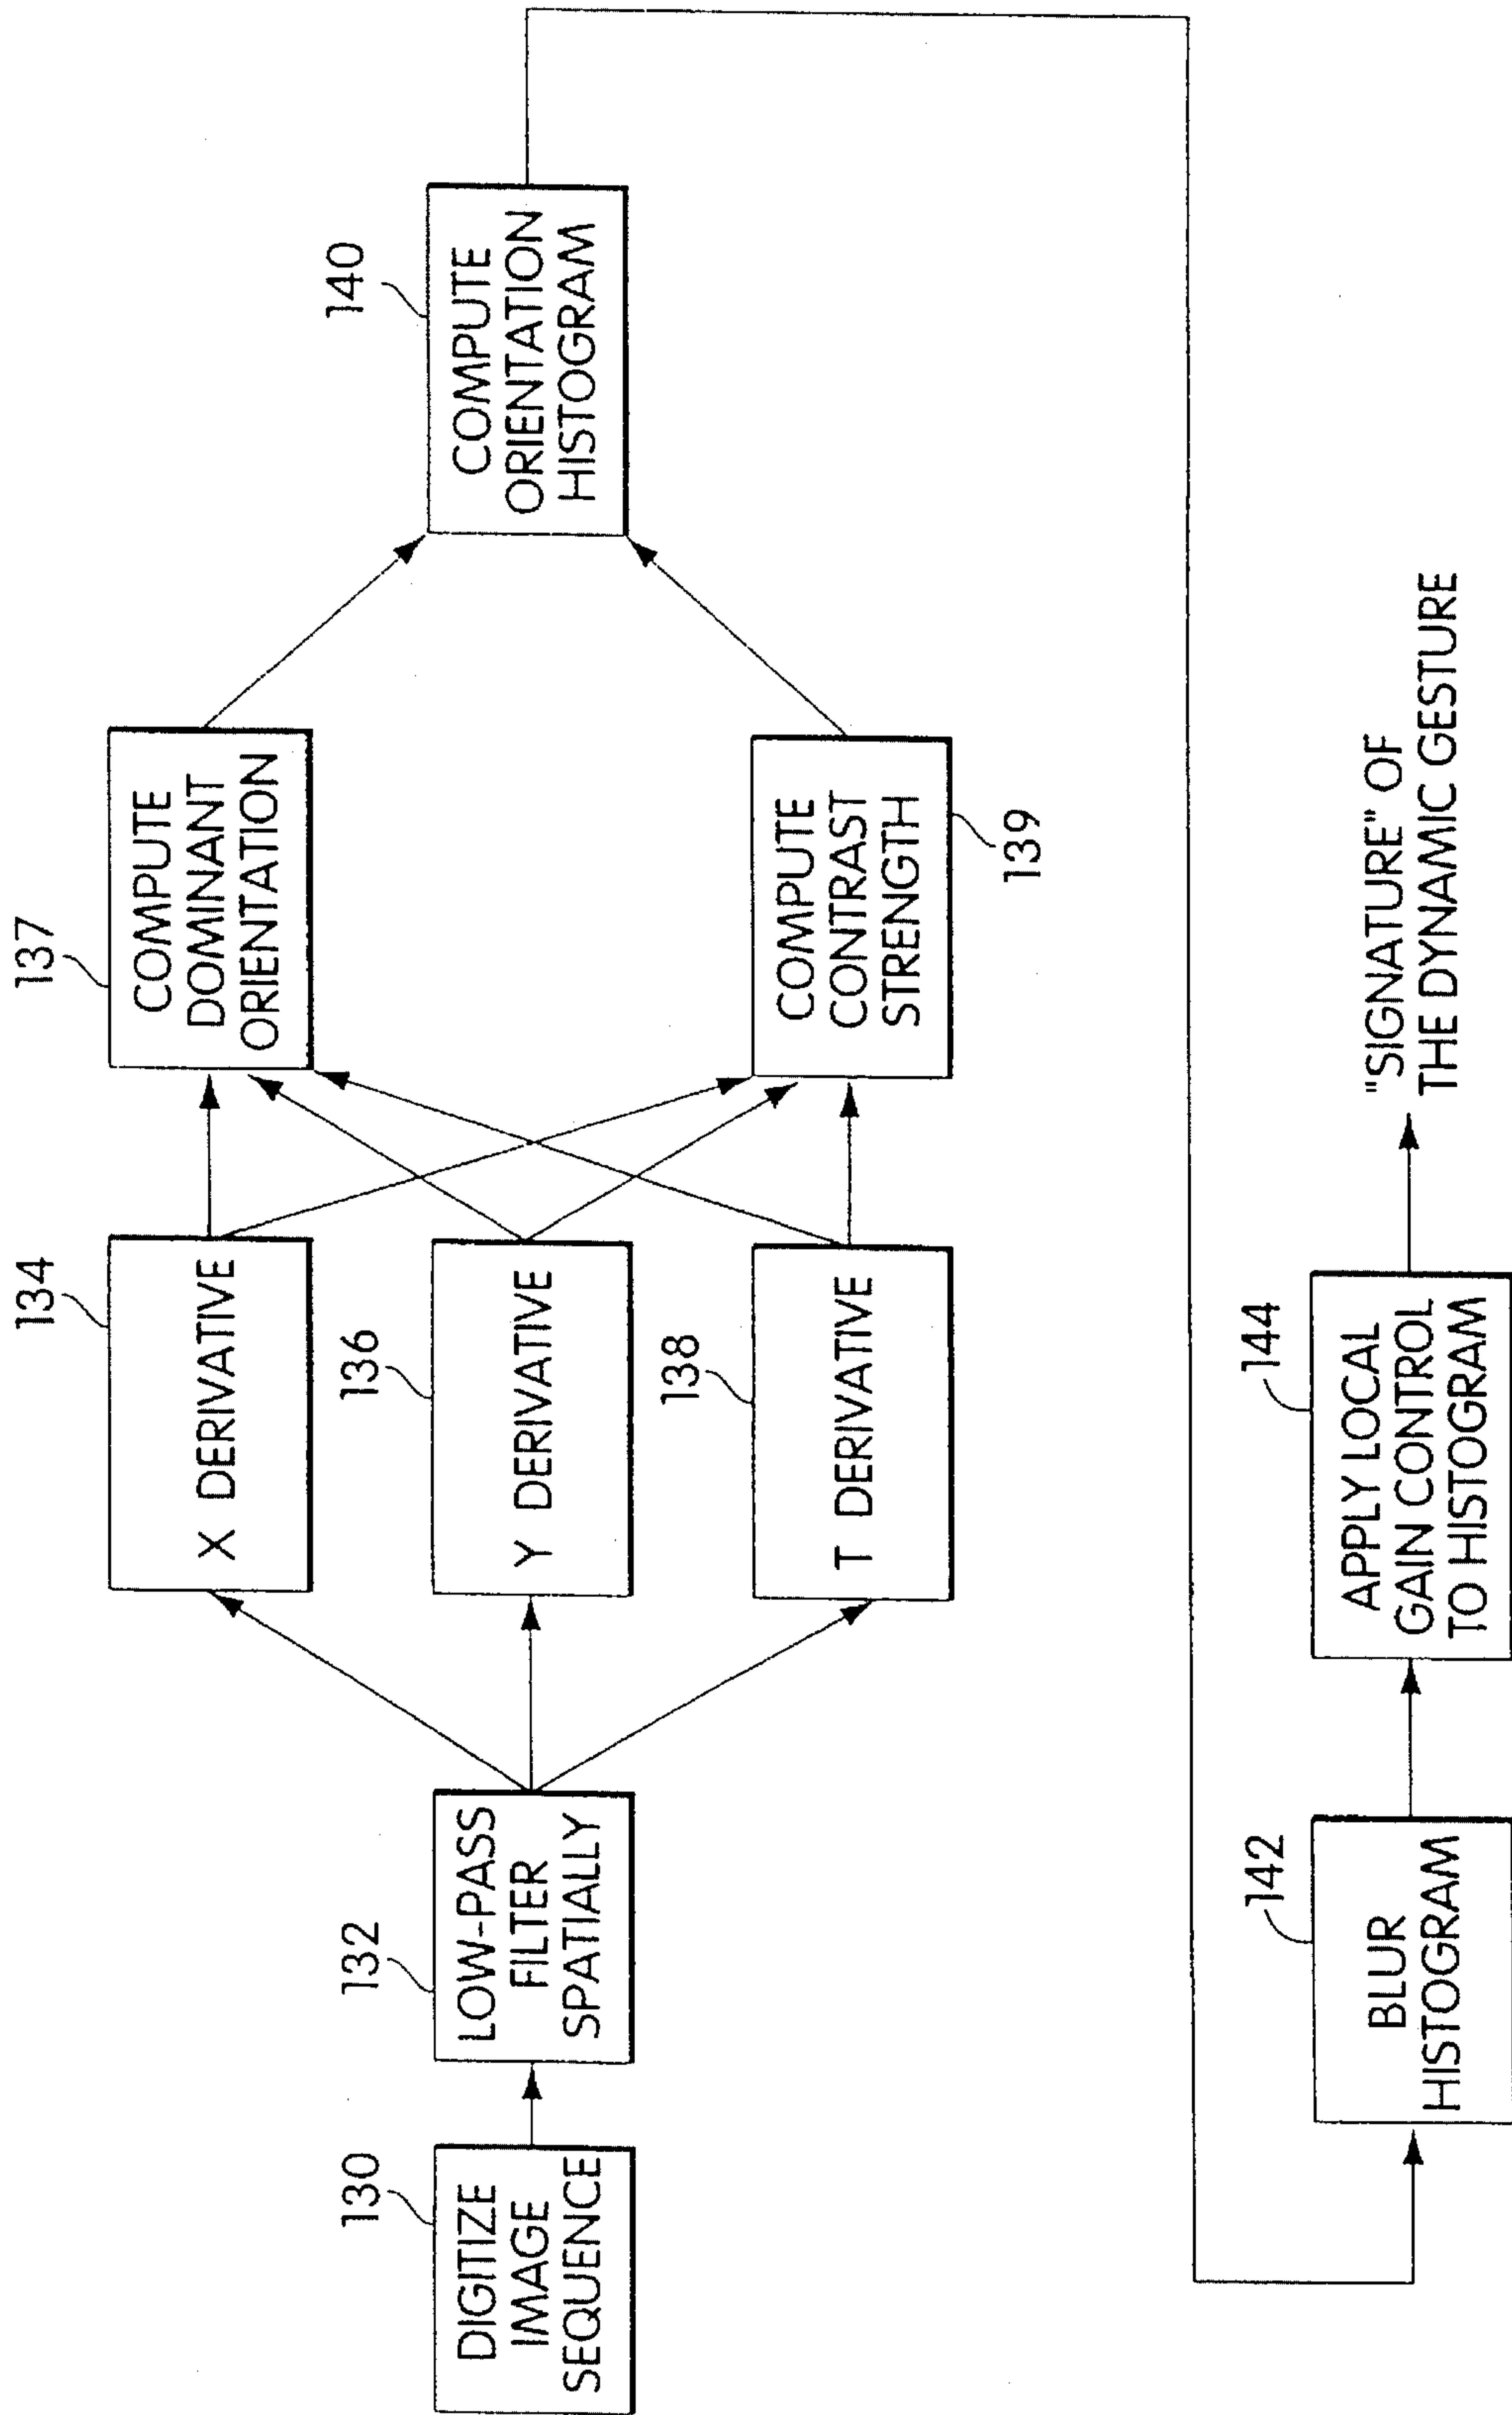 130
DIGITIZE
IMAGE
SEQUENCE
132
LOW-PASS
FILTER
SPATIALLY
134
X DERIVATIVE
136
Y DERIVATIVE
138
T DERIVATIVE
137
COMPUTE
DOMINANT
ORIENTATION
COMPUTE
CONTRAST
STRENGTH
139
140
COMPUTE
ORIENTATION
HISTOGRAM
142
BLUR
HISTOGRAM
144
APPLY LOCAL
GAIN CONTROL
TO HISTOGRAM
"SIGNATURE" OF
THE DYNAMIC GESTURE